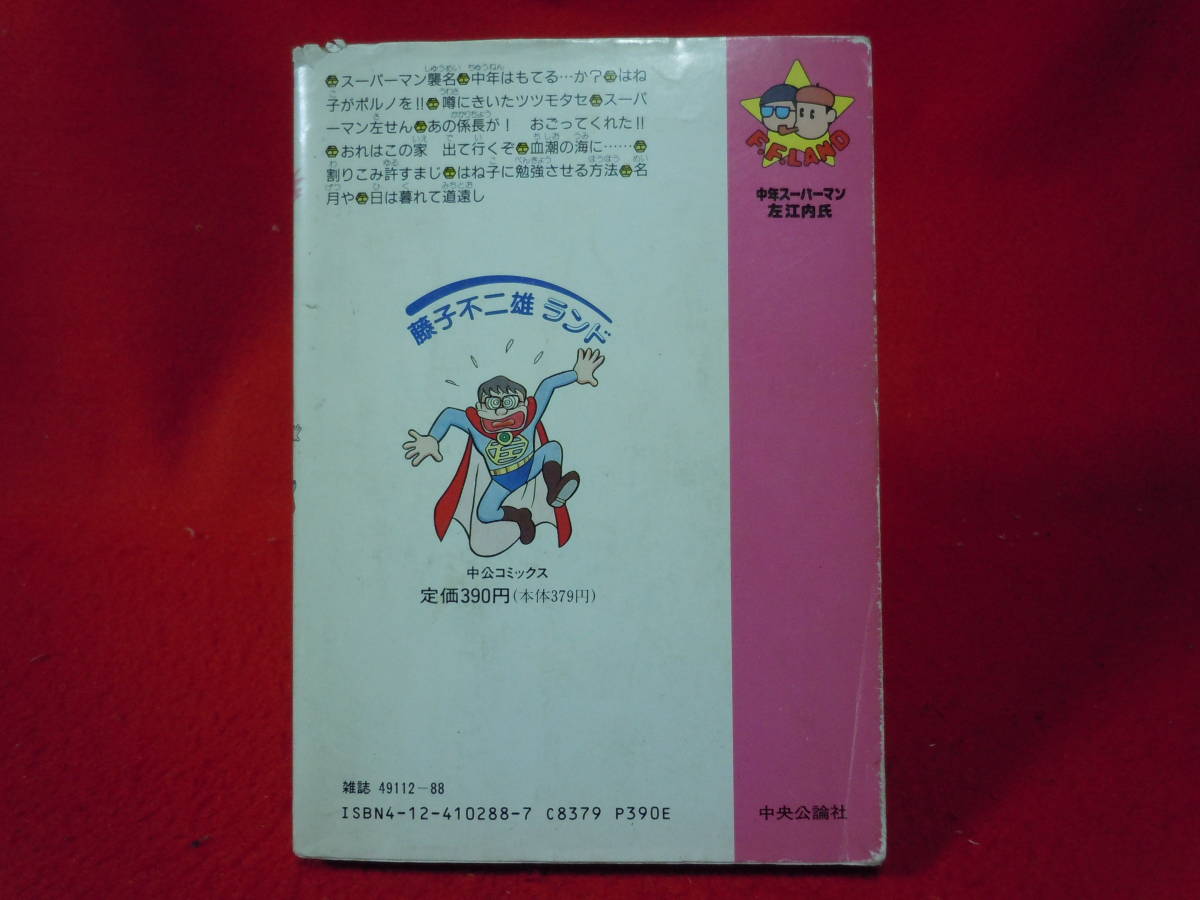 スーパーマン襲名中年はもてる…か?はね
子がポルノを!!噂にきいたツツモタセスーパ
ーマン左せんあの係長が! おごってくれた!!
おれはこの家 出て行くぞ血潮の海に……
割りこみ許すまじはね子に勉強させる方法名
月や日は暮れて道遠し
藤子不二雄ランド
左
中公コミックス
定価390円(本体379円)
雑誌 49112-88
ISBN4-12-410288-7 C8379 P390E
F.F.LAND
中年スーパーマン
左江内氏
中央公論社